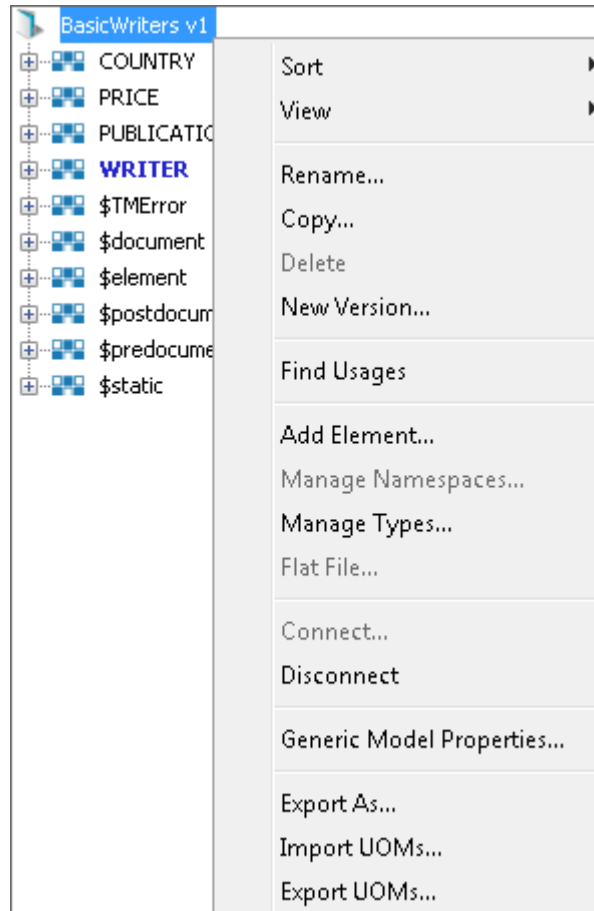 BasicWriters v1
COUNTRY
PRICE
PUBLICATIO
WRITER
$TMError
$document
$element
$postdocum
$predocume
$static
Sort
View
Rename...
Copy...
Delete
New Version...
Find Usages
Add Element...
Manage Namespaces...
Manage Types...
Flat File...
Connect...
Disconnect
Generic Model Properties...
Export As...
Import UOMs...
Export UOMs...